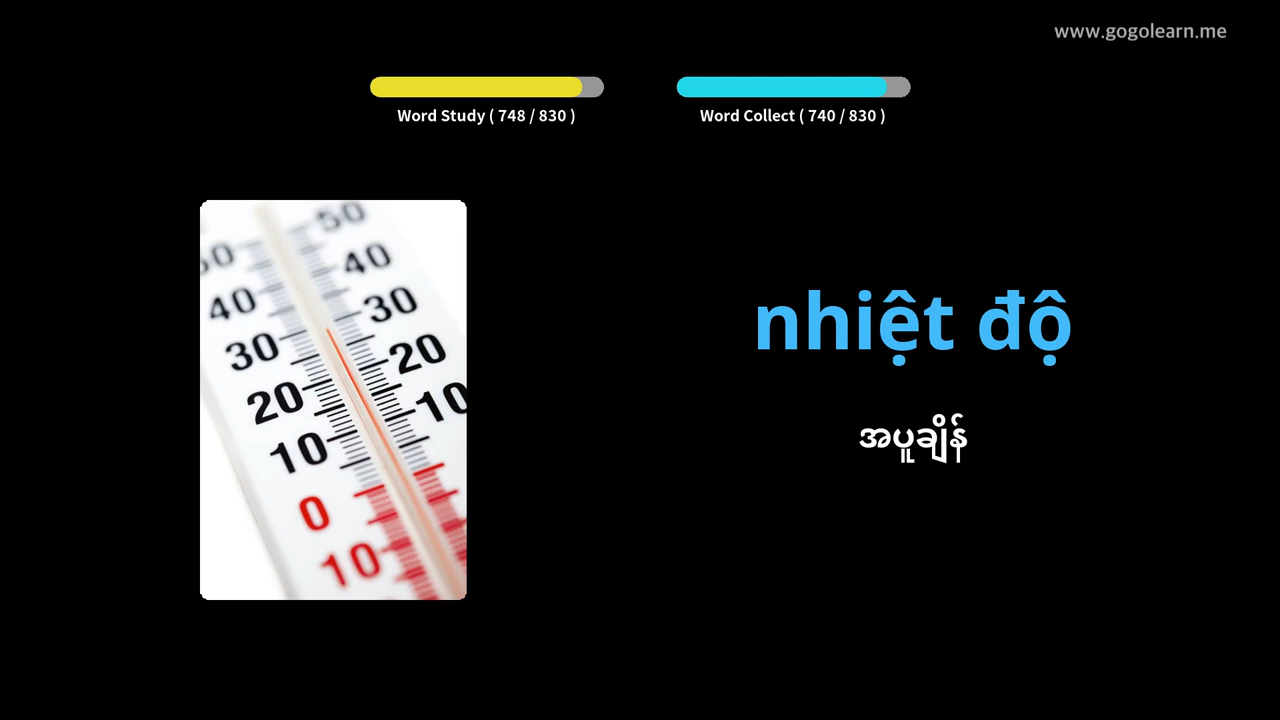 www.gogolearn.me
Word Study ( 748 / 830 )
Word Collect ( 740 / 830 )
nhiệt độ
အပူချိန်
50
40
30
20
10
50
40
30
20
10
0
10